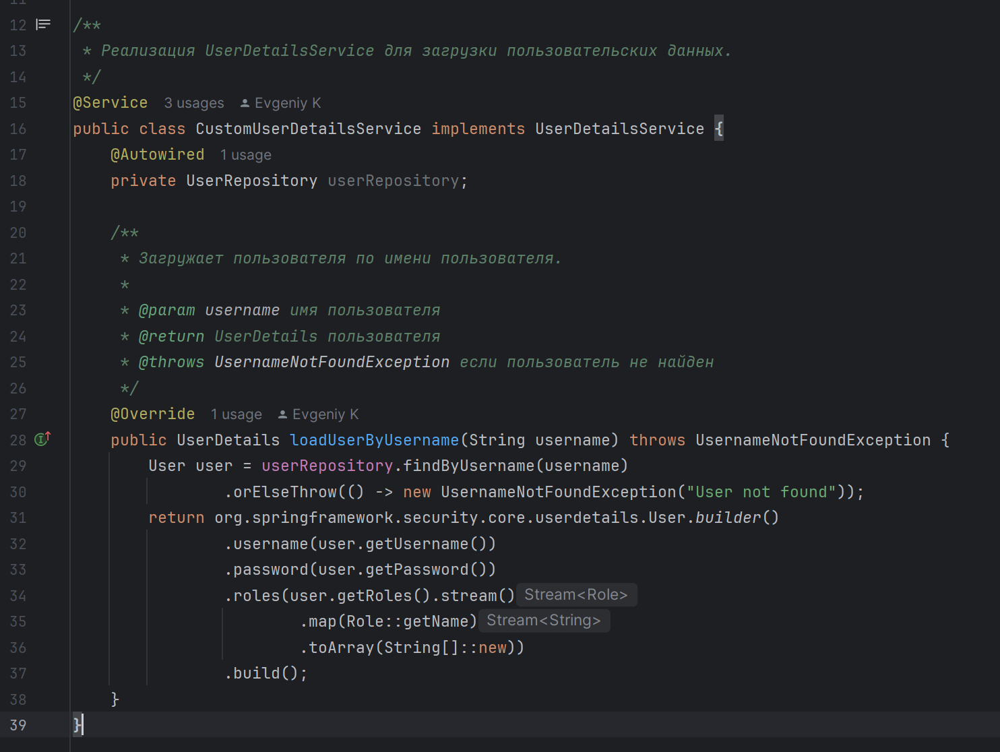 11
12 /**
13 * Реализация UserDetailsService для загрузки пользовательских данных.
14 */
15 @Service 3 usages Evgeniy K
16 public class CustomUserDetailsService implements UserDetailsService {
17 @Autowired 1 usage
18 private UserRepository userRepository;
19
20 /**
21 * Загружает пользователя по имени пользователя.
22 *
23 * @param username имя пользователя
24 * @return UserDetails пользователя
25 * @throws UsernameNotFoundException если пользователь не найден
26 */
27 @Override 1 usage Evgeniy K
28 public UserDetails loadUserByUsername(String username) throws UsernameNotFoundException {
29 User user = userRepository.findByUsername(username)
30 .orElseThrow(() -> new UsernameNotFoundException("User not found"));
31 return org.springframework.security.core.userdetails.User.builder()
32 .username(user.getUsername())
33 .password(user.getPassword())
34 .roles(user.getRoles().stream() Stream<Role>
35 .map(Role::getName) Stream<String>
36 .toArray(String[]::new))
37 .build();
38 }
39 }